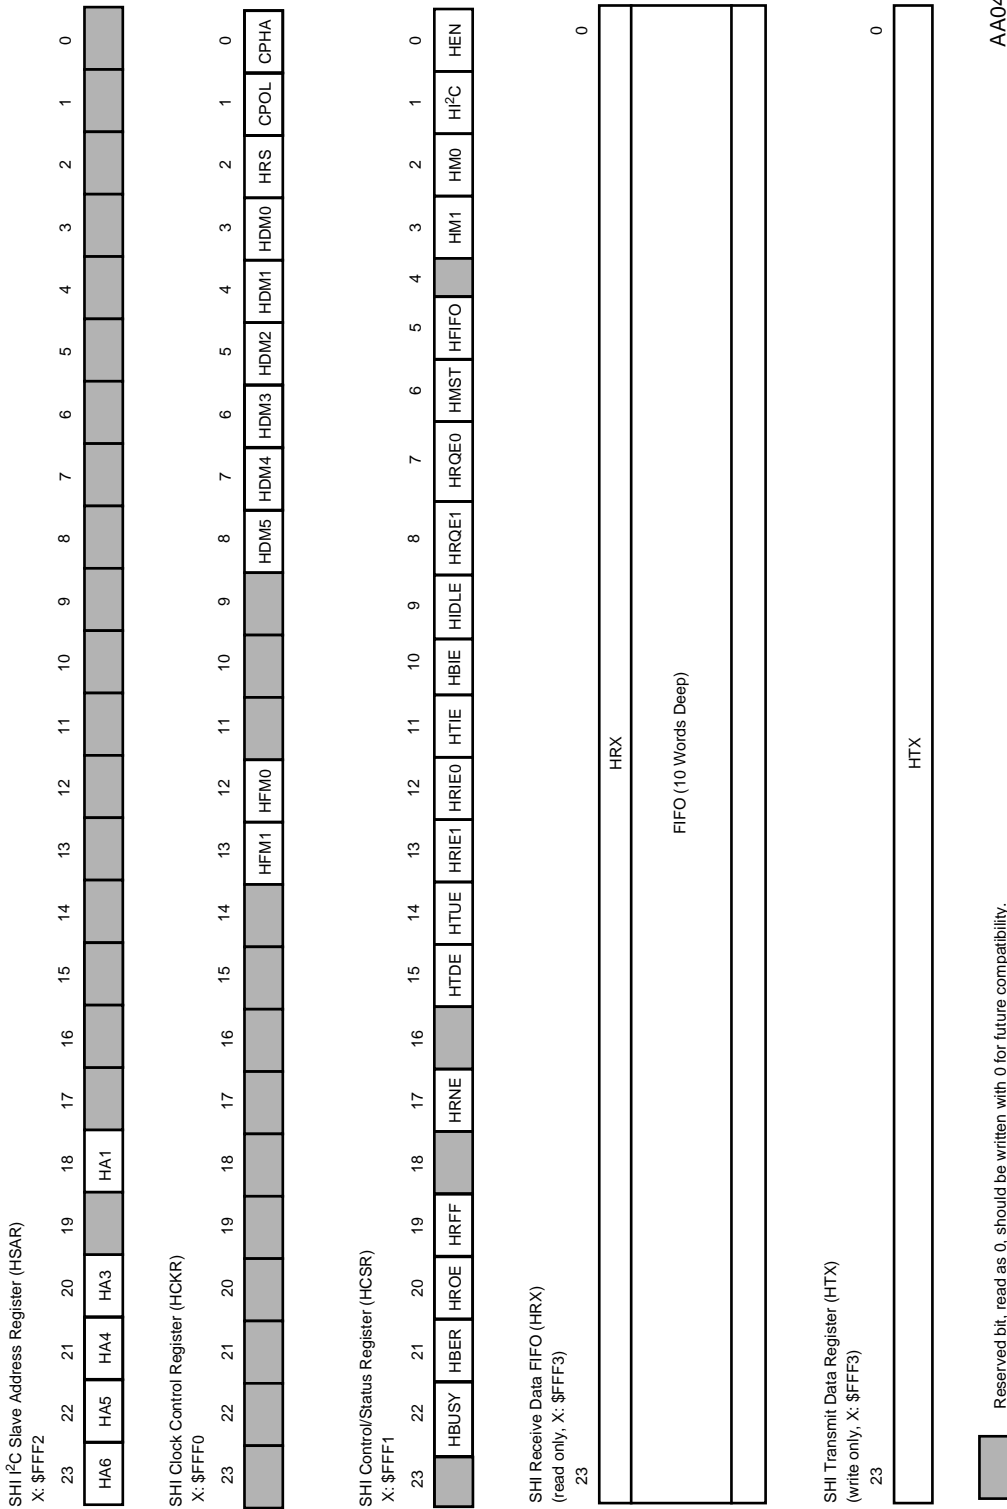 SHI I²C Slave Address Register (HSAR)
X: $FFF2
23 22 21 20 19 18 17 16 15 14 13 12 11 10 9 8 7 6 5 4 3 2 1 0
HA6 HA5 HA4 HA3 HA1
SHI Clock Control Register (HCKR)
X: $FFF0
23 22 21 20 19 18 17 16 15 14 13 12 11 10 9 8 7 6 5 4 3 2 1 0
HFM1 HFM0 HDM5 HDM4 HDM3 HDM2 HDM1 HDM0 HRS CPOL CPHA
SHI Control/Status Register (HCSR)
X: $FFF1
23 22 21 20 19 18 17 16 15 14 13 12 11 10 9 8 7 6 5 4 3 2 1 0
HBUSY HBER HROE HRFF HRNE HTDE HTUE HRIE1 HRIE0 HTIE HBIE HIDLE HRQE1 HRQE0 HMST HFIFO HM1 HM0 HI²C HEN
SHI Receive Data FIFO (HRX)
(read only, X: $FFF3)
23 0
HRX
FIFO (10 Words Deep)
SHI Transmit Data Register (HTX)
(write only, X: $FFF3)
23 0
HTX
Reserved bit, read as 0, should be written with 0 for future compatibility.